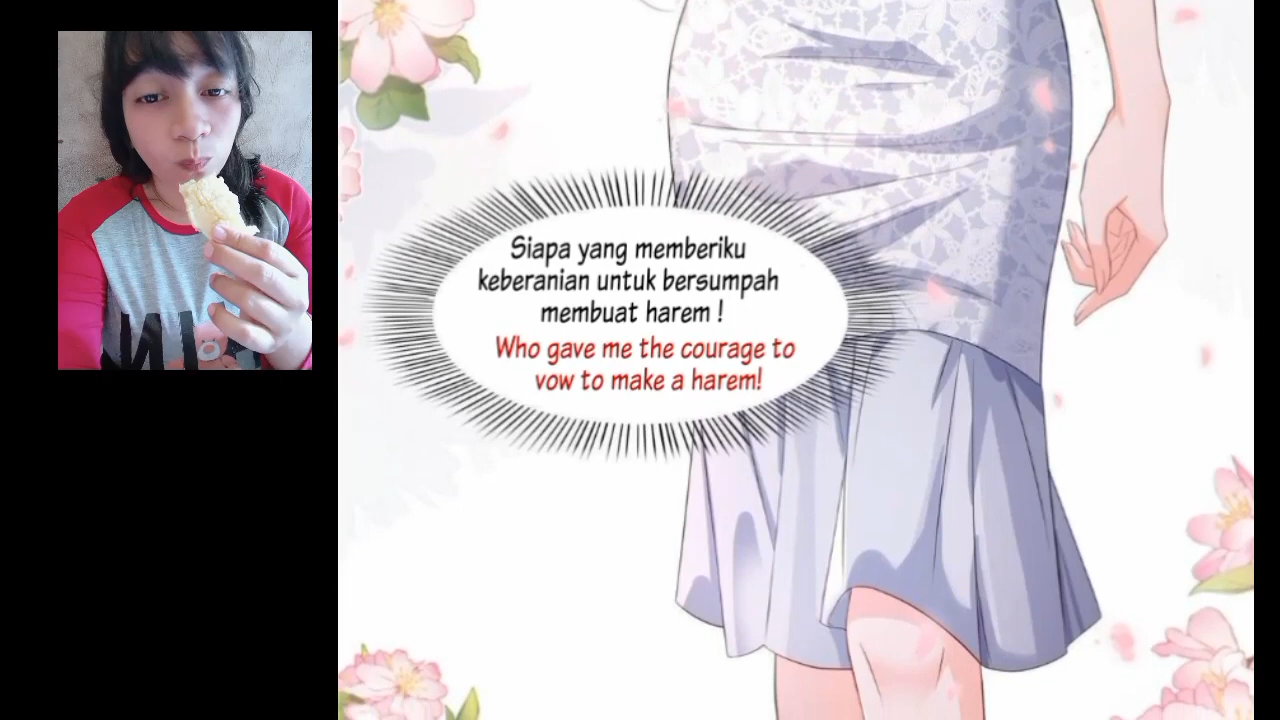 Siapa yang memberiku
keberanian untuk bersumpah
membuat harem !
Who gave me the courage to
vow to make a harem!